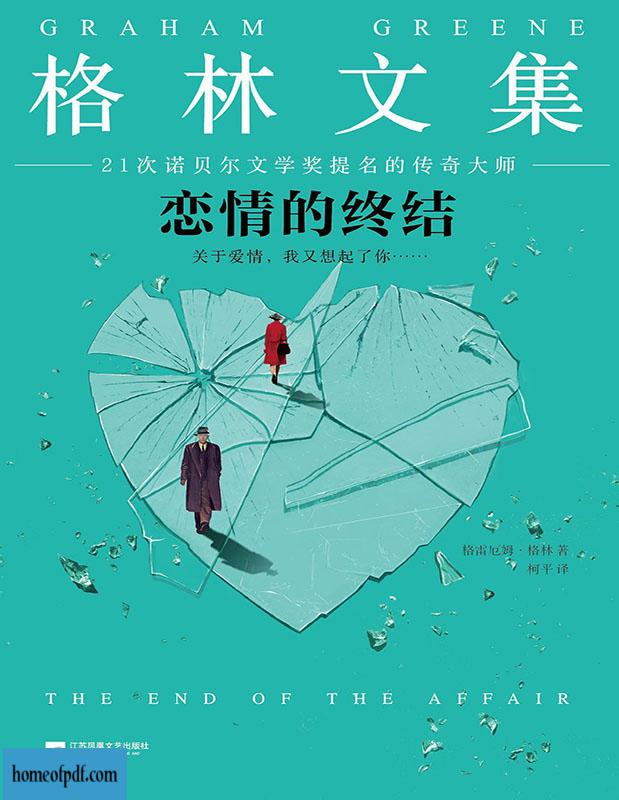 GRAHAM GREENE
格林文集
21次诺贝尔文学奖提名的传奇大师
恋情的终结
关于爱情，我又想起了你……
格雷厄姆·格林 著
柯平 译
THE END OF THE AFFAIR
江苏凤凰文艺出版社
homeofpdf.com